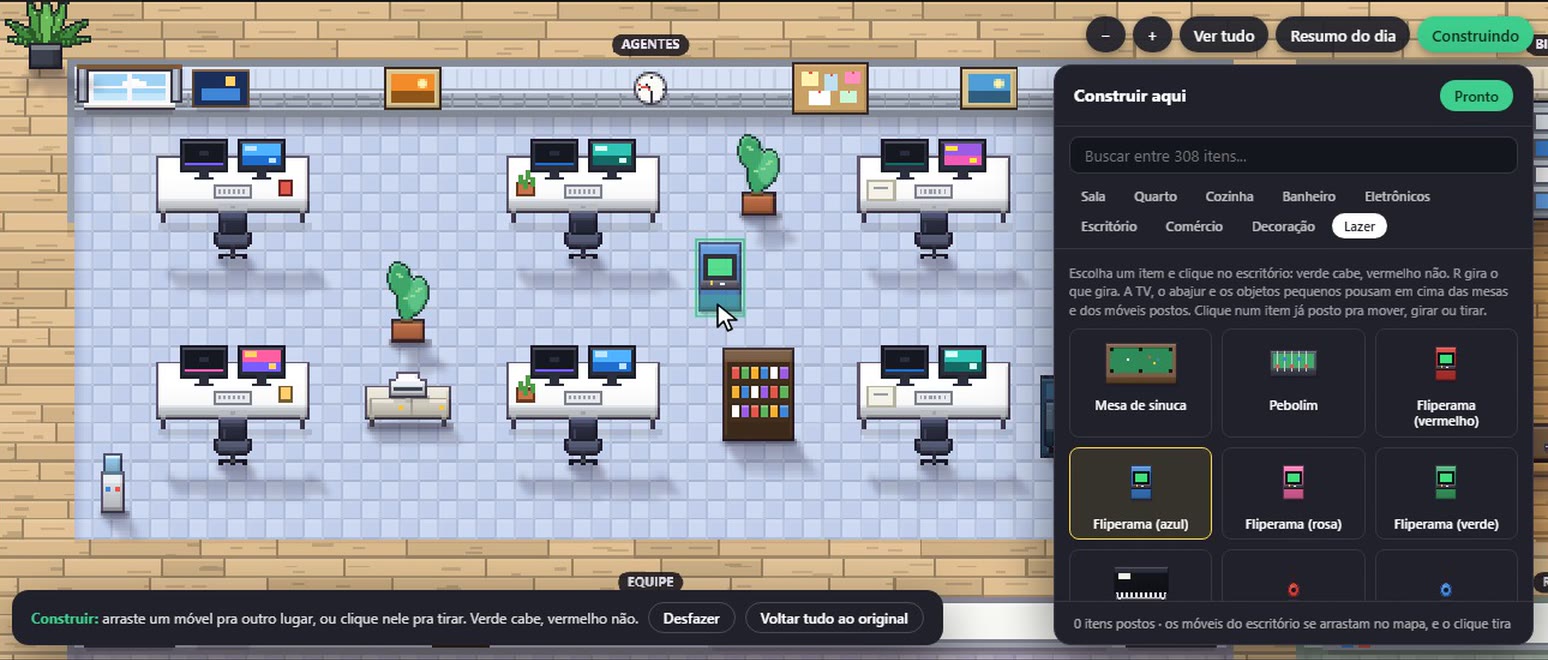 AGENTES
−
+
Ver tudo
Resumo do dia
Construindo
Construir aqui
Pronto
Buscar entre 308 itens...
Sala
Quarto
Cozinha
Banheiro
Eletrônicos
Escritório
Comércio
Decoração
Lazer
Escolha um item e clique no escritório: verde cabe, vermelho não. R gira o
que gira. A TV, o abajur e os objetos pequenos pousam em cima das mesas
e dos móveis postos. Clique num item já posto pra mover, girar ou tirar.
Mesa de sinuca
Pebolim
Fliperama
(vermelho)
Fliperama (azul)
Fliperama (rosa)
Fliperama (verde)
0 itens postos · os móveis do escritório se arrastam no mapa, e o clique tira
EQUIPE
Construir: arraste um móvel pra outro lugar, ou clique nele pra tirar. Verde cabe, vermelho não.
Desfazer
Voltar tudo ao original